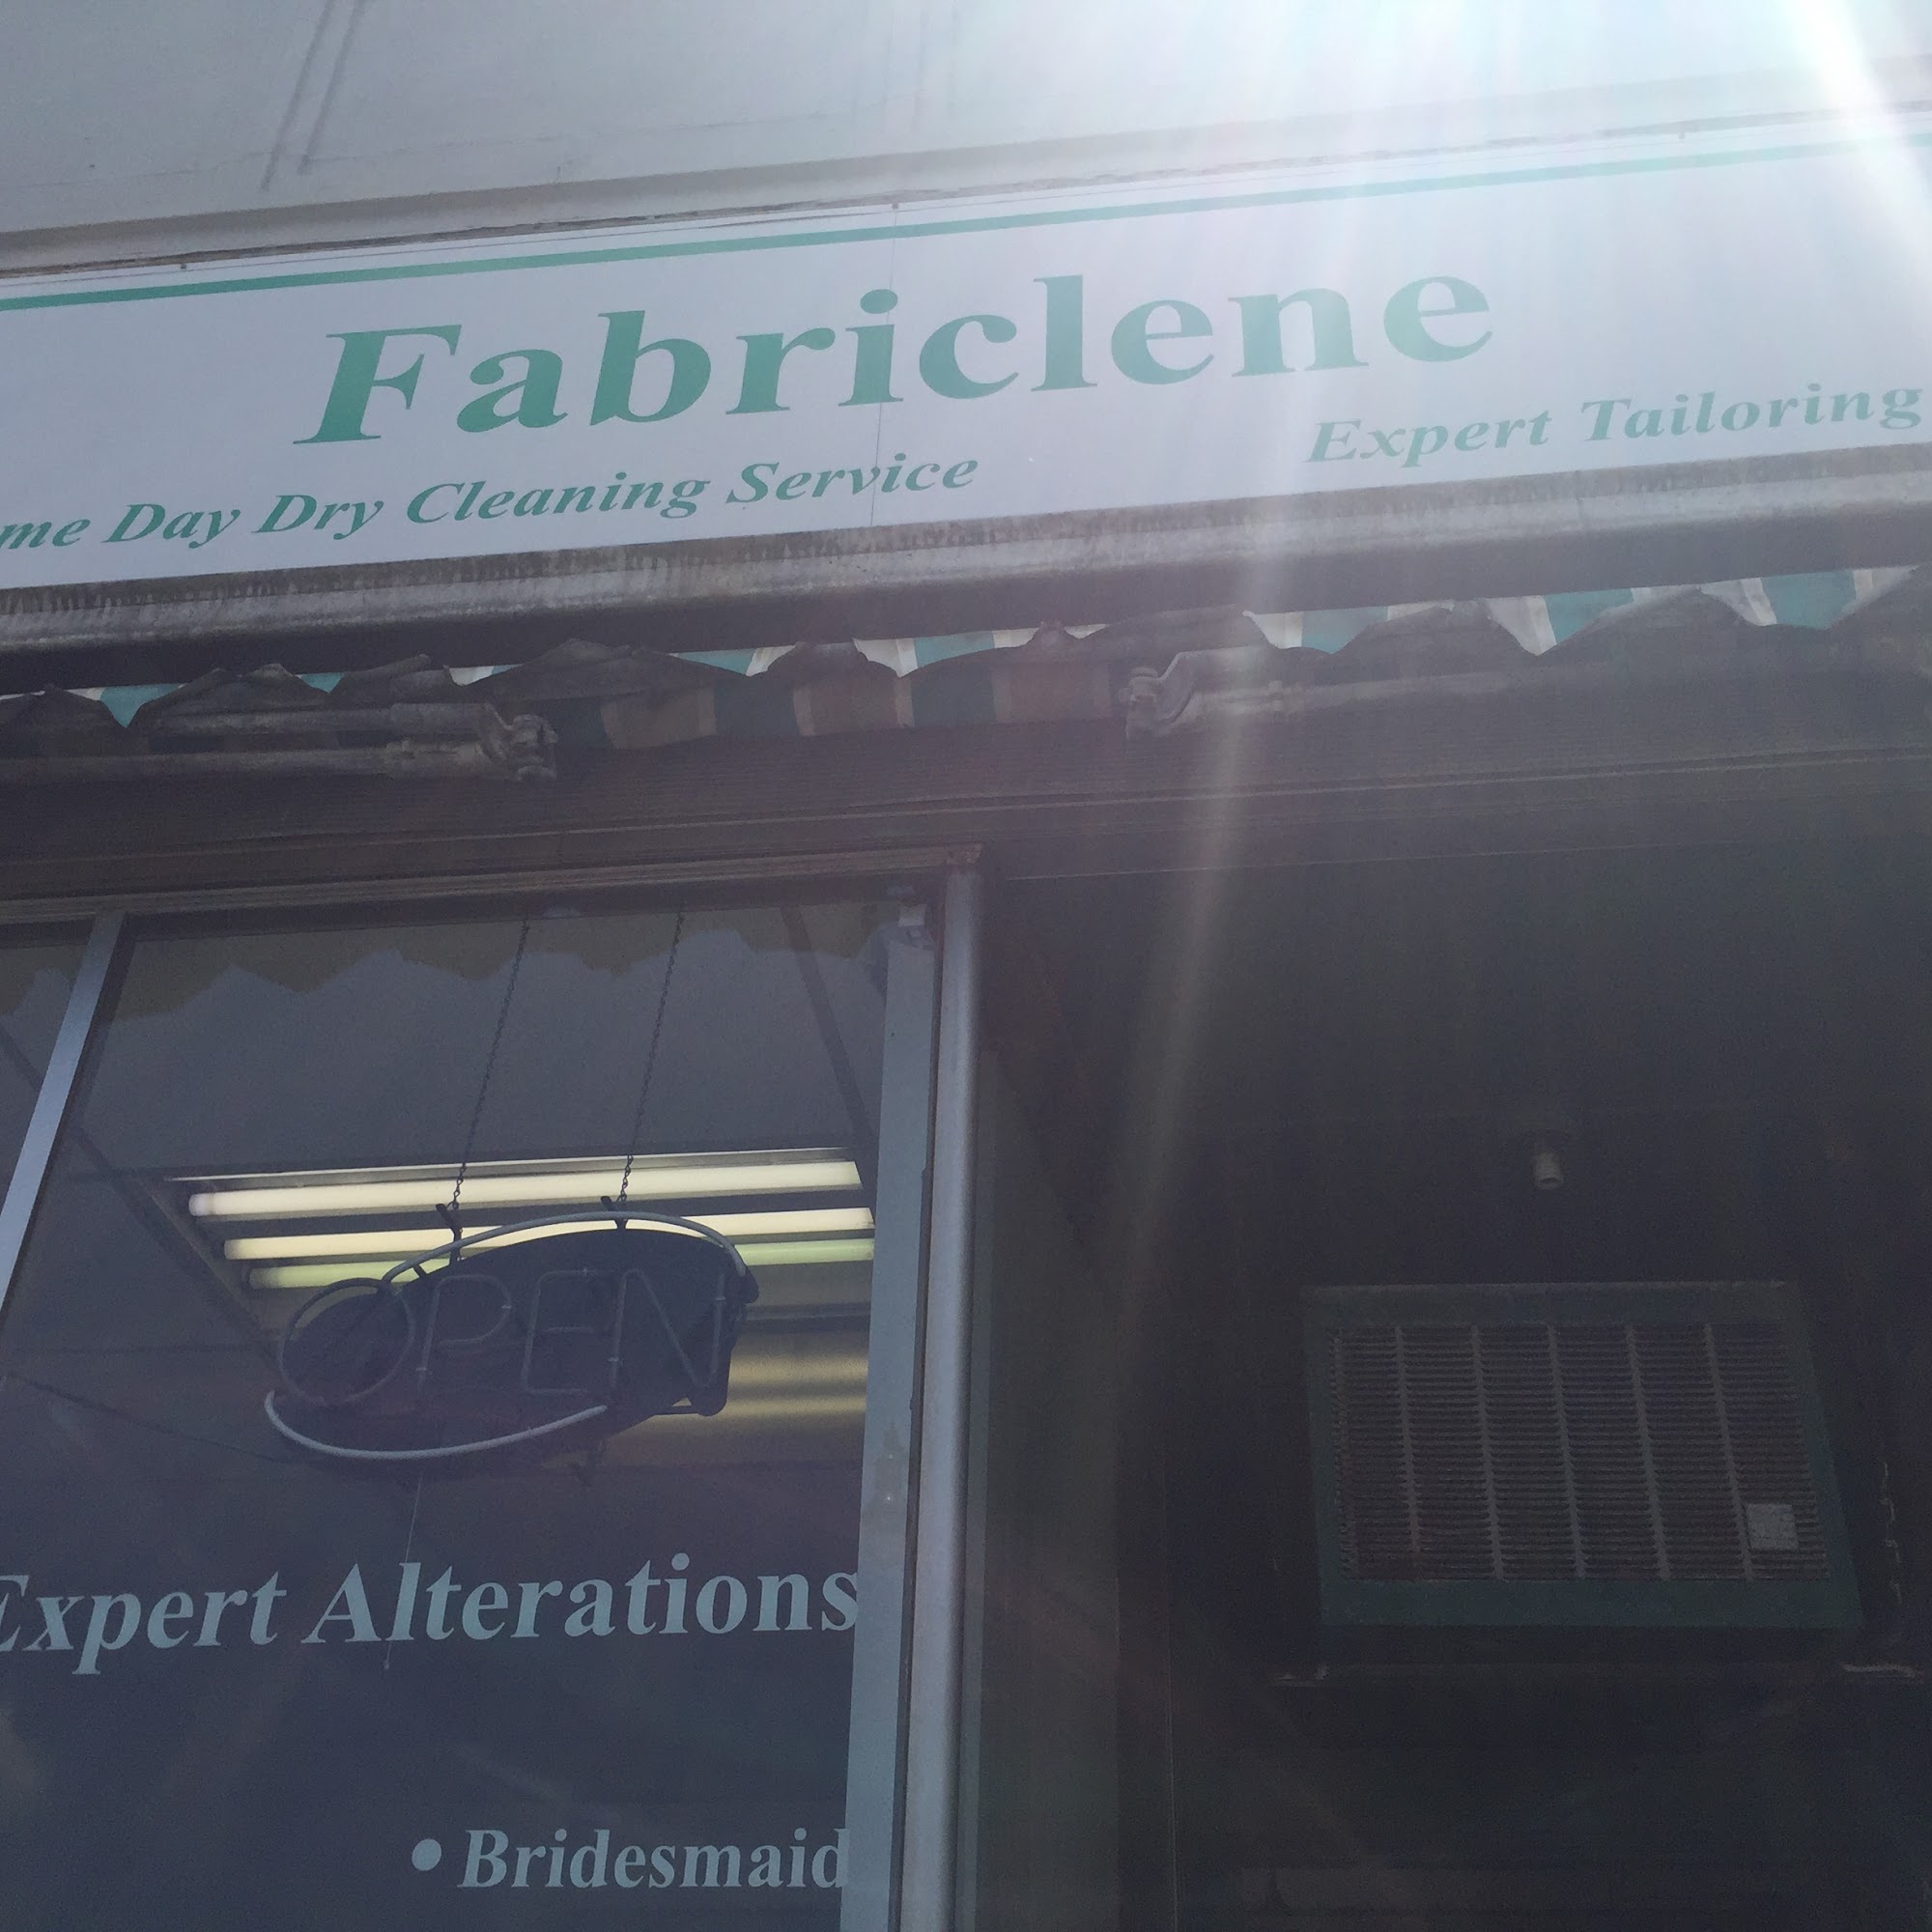 Fabriclene
me Day Dry Cleaning Service
Expert Tailoring
OPEN
Expert Alterations
• Bridesmaid